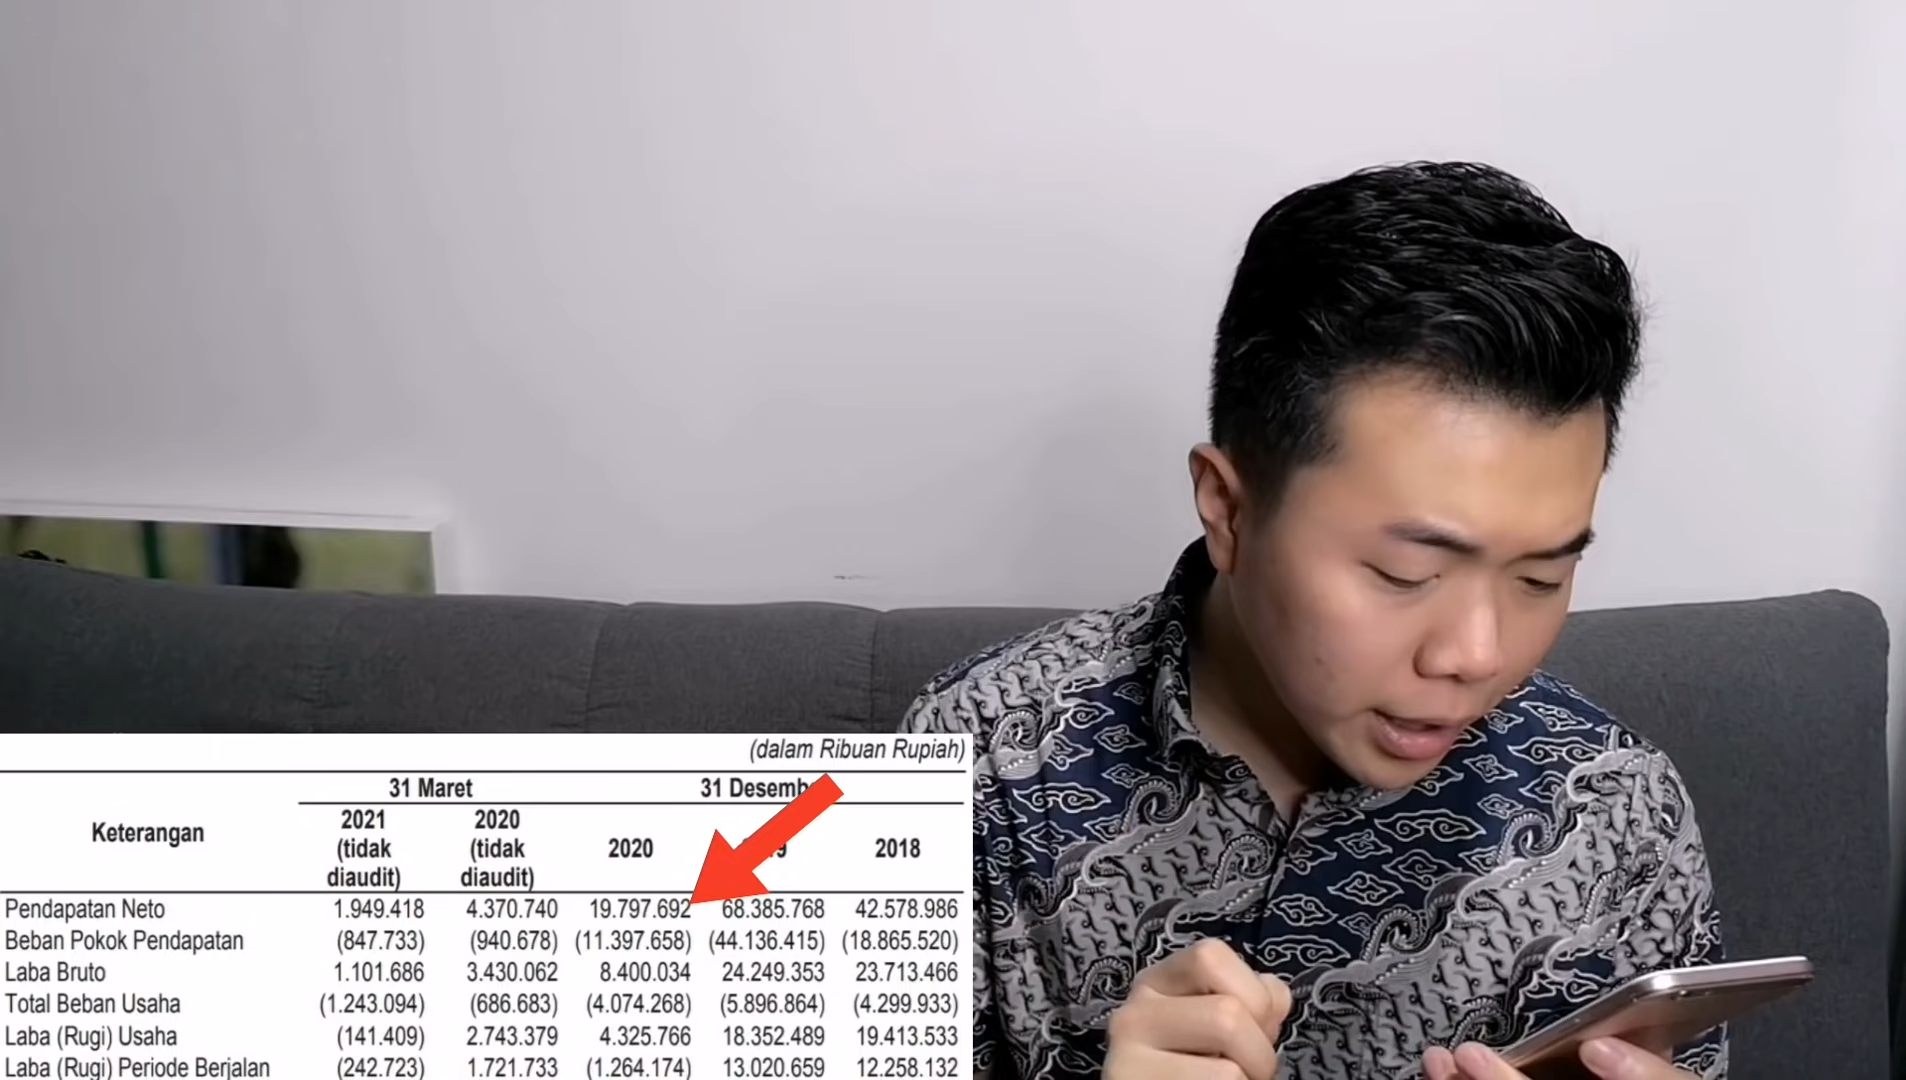 (dalam Ribuan Rupiah)
31 Maret 31 Desemb
Keterangan 2021 (tidak diaudit) 2020 (tidak diaudit) 2020 2018
Pendapatan Neto 1.949.418 4.370.740 19.797.692 68.385.768 42.578.986
Beban Pokok Pendapatan (847.733) (940.678) (11.397.658) (44.136.415) (18.865.520)
Laba Bruto 1.101.686 3.430.062 8.400.034 24.249.353 23.713.466
Total Beban Usaha (1.243.094) (686.683) (4.074.268) (5.896.864) (4.299.933)
Laba (Rugi) Usaha (141.409) 2.743.379 4.325.766 18.352.489 19.413.533
Laba (Rugi) Periode Berjalan (242.723) 1.721.733 (1.264.174) 13.020.659 12.258.132